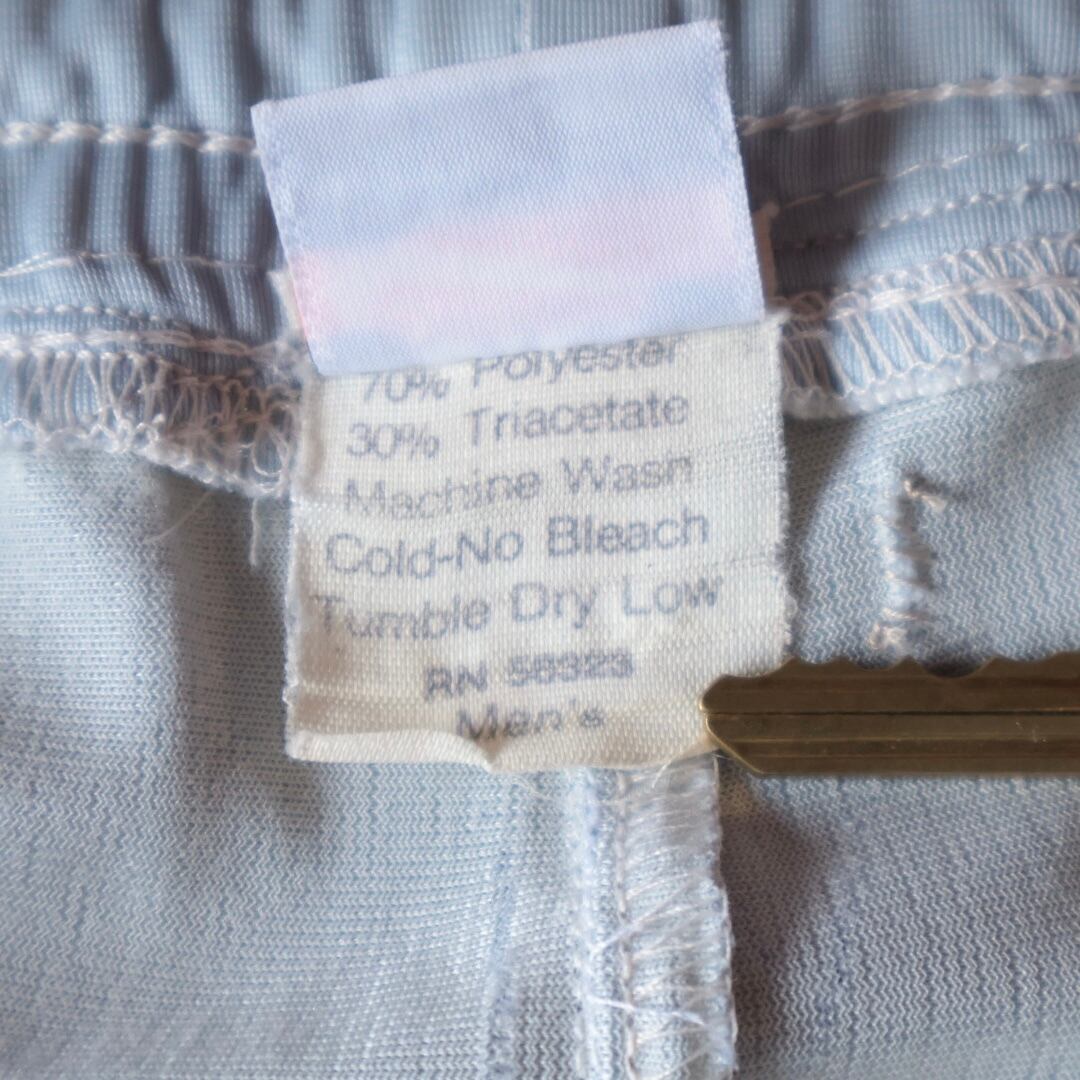 70% Polyester
30% Triacetate
Machine Wash
Cold-No Bleach
Tumble Dry Low
RN 58323
Men's